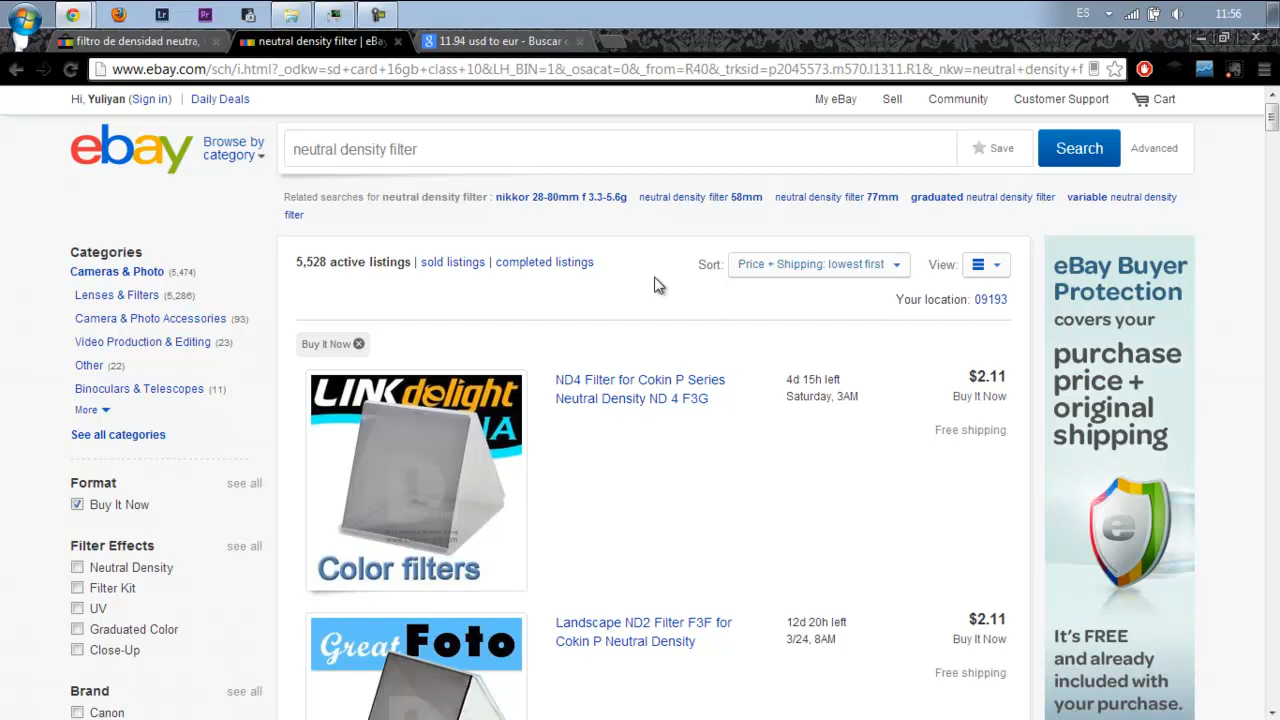 ES
11:56
filtro de densidad neutra,
neutral density filter | eBa
11.94 usd to eur - Buscar
www.ebay.com/sch/i.html?_odkw=sd+card+16gb+class+10&LH_BIN=1&_osacat=0&_from=R40&_trksid=p2045573.m570.l1311.R1&_nkw=neutral+density+f
Hi, Yuliyan (Sign in) | Daily Deals
My eBay Sell Community Customer Support Cart
ebay
Browse by
category
neutral density filter
Save
Search
Advanced
Related searches for neutral density filter : nikkor 28-80mm f 3.3-5.6g neutral density filter 58mm neutral density filter 77mm graduated neutral density filter variable neutral density
filter
Categories
Cameras & Photo (5,474)
Lenses & Filters (5,286)
Camera & Photo Accessories (93)
Video Production & Editing (23)
Other (22)
Binoculars & Telescopes (11)
More
See all categories
Format see all
Buy It Now
Filter Effects see all
Neutral Density
Filter Kit
UV
Graduated Color
Close-Up
Brand see all
Canon
5,528 active listings | sold listings | completed listings
Sort: Price + Shipping: lowest first View:
Your location: 09193
Buy It Now
LINKdelight
Color filters
ND4 Filter for Cokin P Series
Neutral Density ND 4 F3G
4d 15h left
Saturday, 3AM
$2.11
Buy It Now
Free shipping
Great Foto
Landscape ND2 Filter F3F for
Cokin P Neutral Density
12d 20h left
3/24, 8AM
$2.11
Buy It Now
Free shipping
eBay Buyer
Protection
covers your
purchase
price +
original
shipping
It's FREE
and already
included with
your purchase.